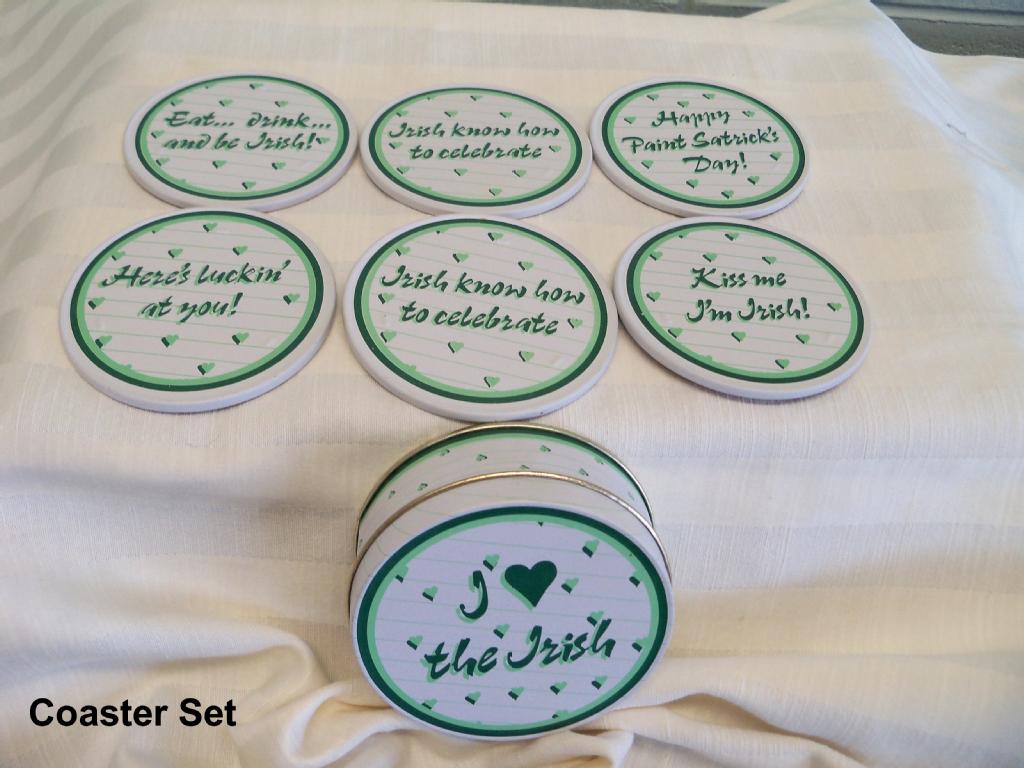 Eat... drink...
and be Irish!
Irish know how
to celebrate
Happy
Paint Satrick's
Day!
Here's luckin'
at you!
Irish know how
to celebrate
Kiss me
I'm Irish!
I ♥
the Irish
Coaster Set